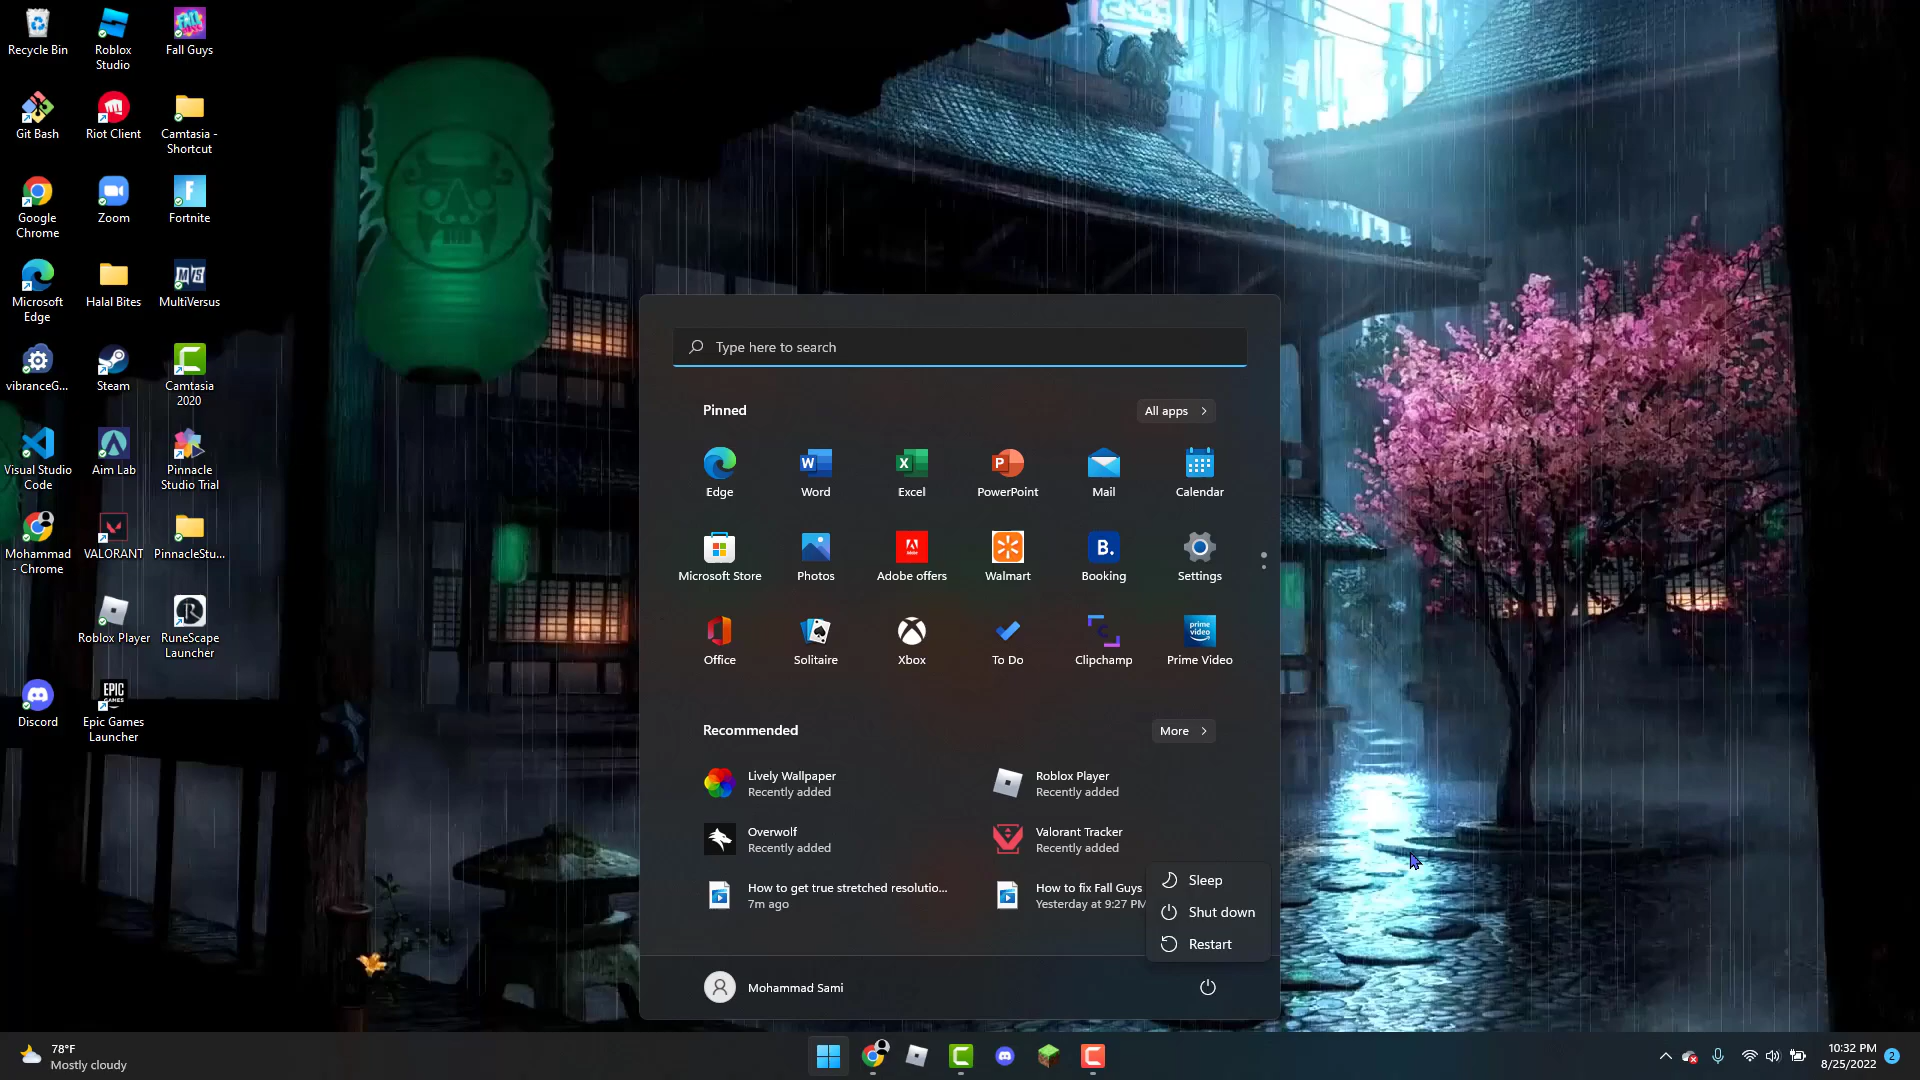 Recycle Bin
Roblox
Studio
Fall Guys
Git Bash
Riot Client
Camtasia -
Shortcut
Google
Chrome
Zoom
Fortnite
Microsoft
Edge
Halal Bites
MultiVersus
vibranceG...
Steam
Camtasia
2020
Visual Studio
Code
Aim Lab
Pinnacle
Studio Trial
Mohammad
- Chrome
VALORANT
PinnacleStu...
Roblox Player
RuneScape
Launcher
Discord
Epic Games
Launcher
Type here to search
Pinned
All apps
Edge
Word
Excel
PowerPoint
Mail
Calendar
Microsoft Store
Photos
Adobe offers
Walmart
Booking
Settings
Office
Solitaire
Xbox
To Do
Clipchamp
Prime Video
Recommended
More
Lively Wallpaper
Recently added
Roblox Player
Recently added
Overwolf
Recently added
Valorant Tracker
Recently added
How to get true stretched resolutio...
7m ago
How to fix Fall Guys
Yesterday at 9:27 PM
Sleep
Shut down
Restart
Mohammad Sami
78°F
Mostly cloudy
10:32 PM
8/25/2022
2